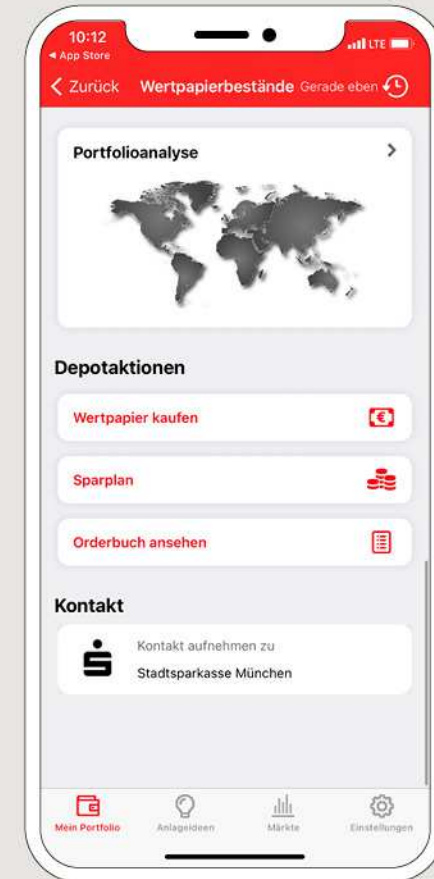 10:12
App Store
LTE
Zurück
Wertpapierbestände
Gerade eben
Portfolioanalyse
Depotaktionen
Wertpapier kaufen
Sparplan
Orderbuch ansehen
Kontakt
Kontakt aufnehmen zu
Stadtsparkasse München
Mein Portfolio
Anlageideen
Märkte
Einstellungen